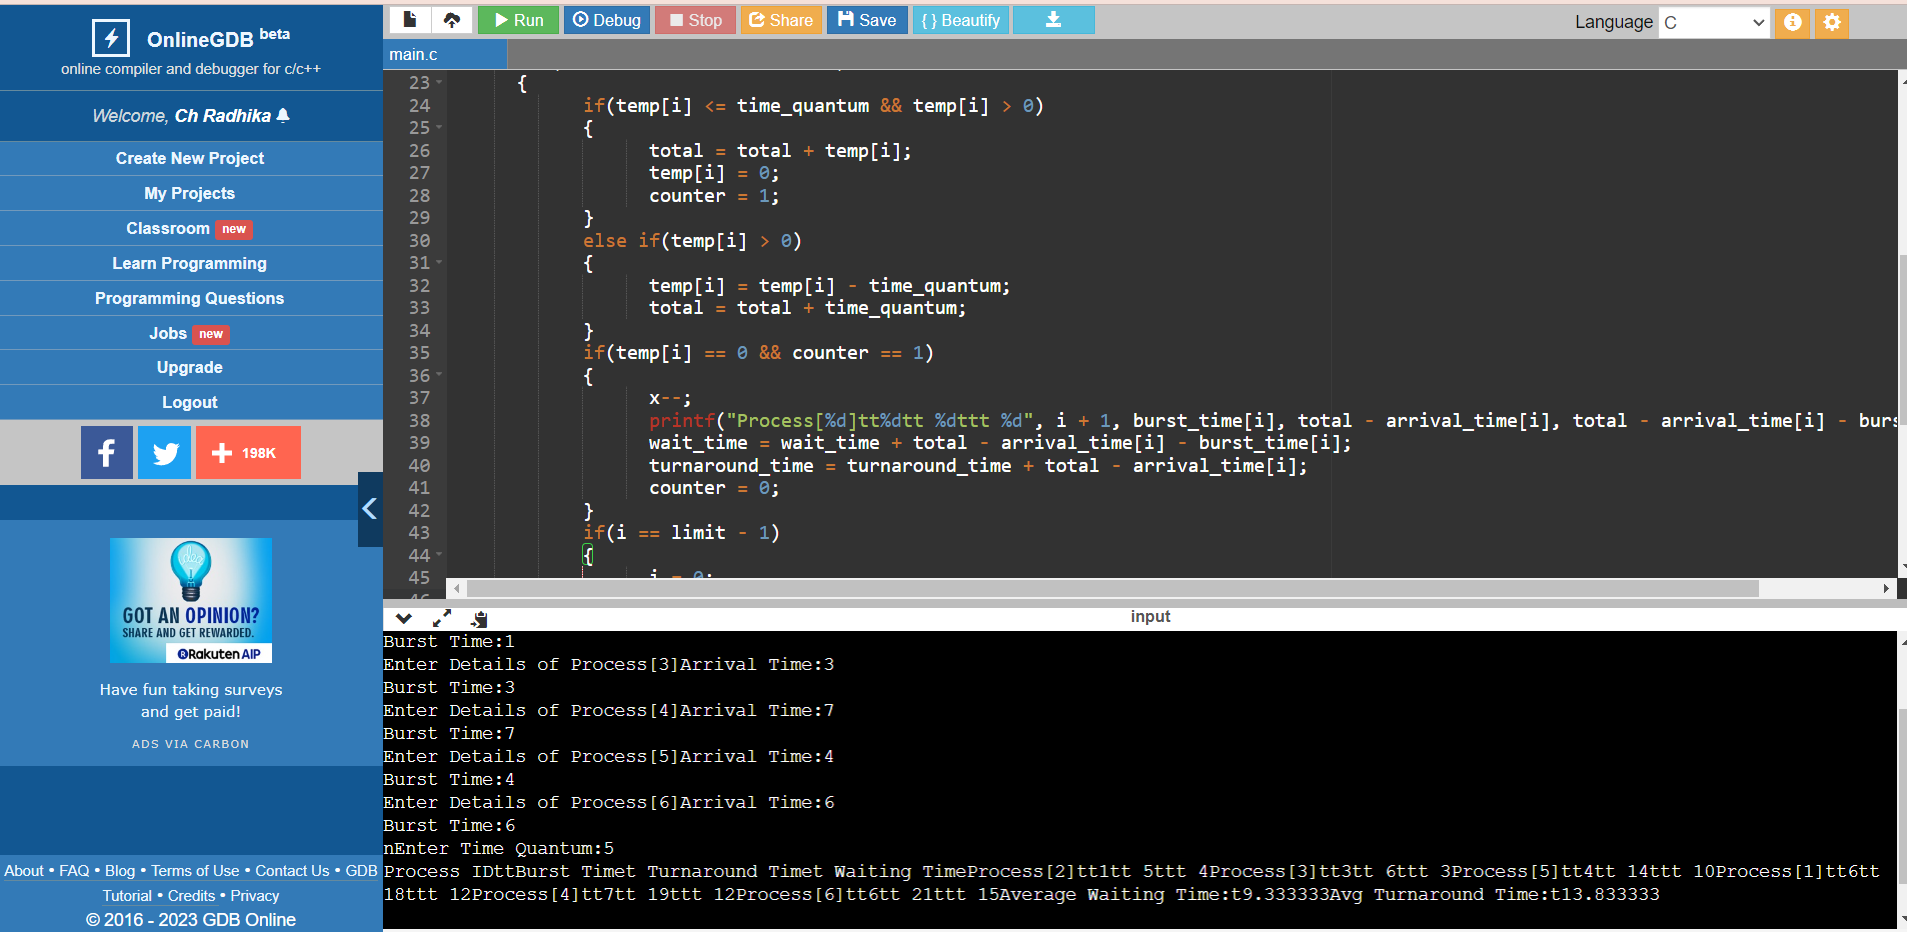 OnlineGDB beta
online compiler and debugger for c/c++
Welcome, Ch Radhika
Create New Project
My Projects
Classroom new
Learn Programming
Programming Questions
Jobs new
Upgrade
Logout
198K
GOT AN OPINION?
SHARE AND GET REWARDED.
Rakuten AIP
Have fun taking surveys
and get paid!
ADS VIA CARBON
About • FAQ • Blog • Terms of Use • Contact Us • GDB
Tutorial • Credits • Privacy
© 2016 - 2023 GDB Online
Run Debug Stop Share Save { } Beautify Language C
main.c
23 {
24 if(temp[i] <= time_quantum && temp[i] > 0)
25 {
26 total = total + temp[i];
27 temp[i] = 0;
28 counter = 1;
29 }
30 else if(temp[i] > 0)
31 {
32 temp[i] = temp[i] - time_quantum;
33 total = total + time_quantum;
34 }
35 if(temp[i] == 0 && counter == 1)
36 {
37 x--;
38 printf("Process[%d]tt%dtt %dttt %d", i + 1, burst_time[i], total - arrival_time[i], total - arrival_time[i] - burs
39 wait_time = wait_time + total - arrival_time[i] - burst_time[i];
40 turnaround_time = turnaround_time + total - arrival_time[i];
41 counter = 0;
42 }
43 if(i == limit - 1)
44 {
45 i = 0;
input
Burst Time:1
Enter Details of Process[3]Arrival Time:3
Burst Time:3
Enter Details of Process[4]Arrival Time:7
Burst Time:7
Enter Details of Process[5]Arrival Time:4
Burst Time:4
Enter Details of Process[6]Arrival Time:6
Burst Time:6
nEnter Time Quantum:5
Process IDttBurst Timet Turnaround Timet Waiting TimeProcess[2]tt1tt 5ttt 4Process[3]tt3tt 6ttt 3Process[5]tt4tt 14ttt 10Process[1]tt6tt
18ttt 12Process[4]tt7tt 19ttt 12Process[6]tt6tt 21ttt 15Average Waiting Time:t9.333333Avg Turnaround Time:t13.833333